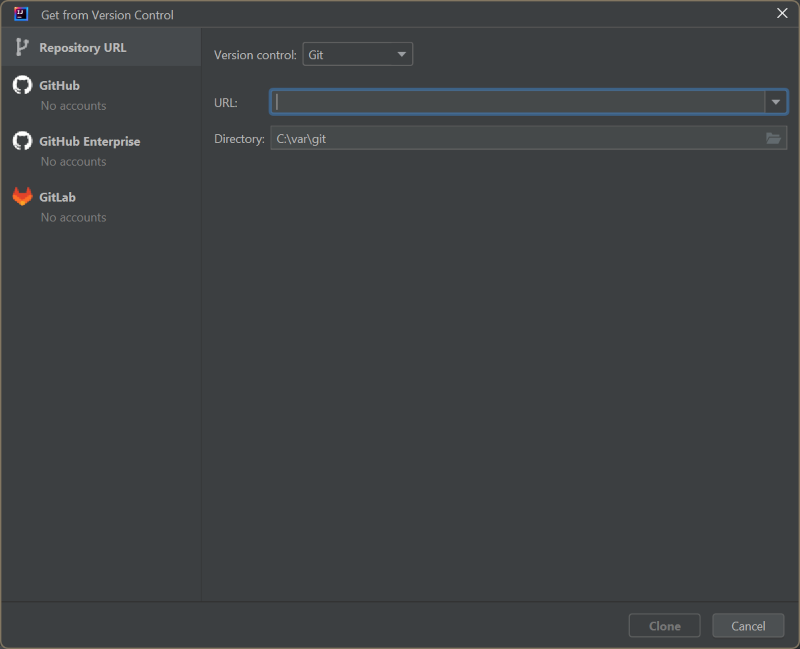 Get from Version Control
Repository URL
GitHub
No accounts
GitHub Enterprise
No accounts
GitLab
No accounts
Version control: Git
URL:
Directory: C:\var\git
Clone
Cancel